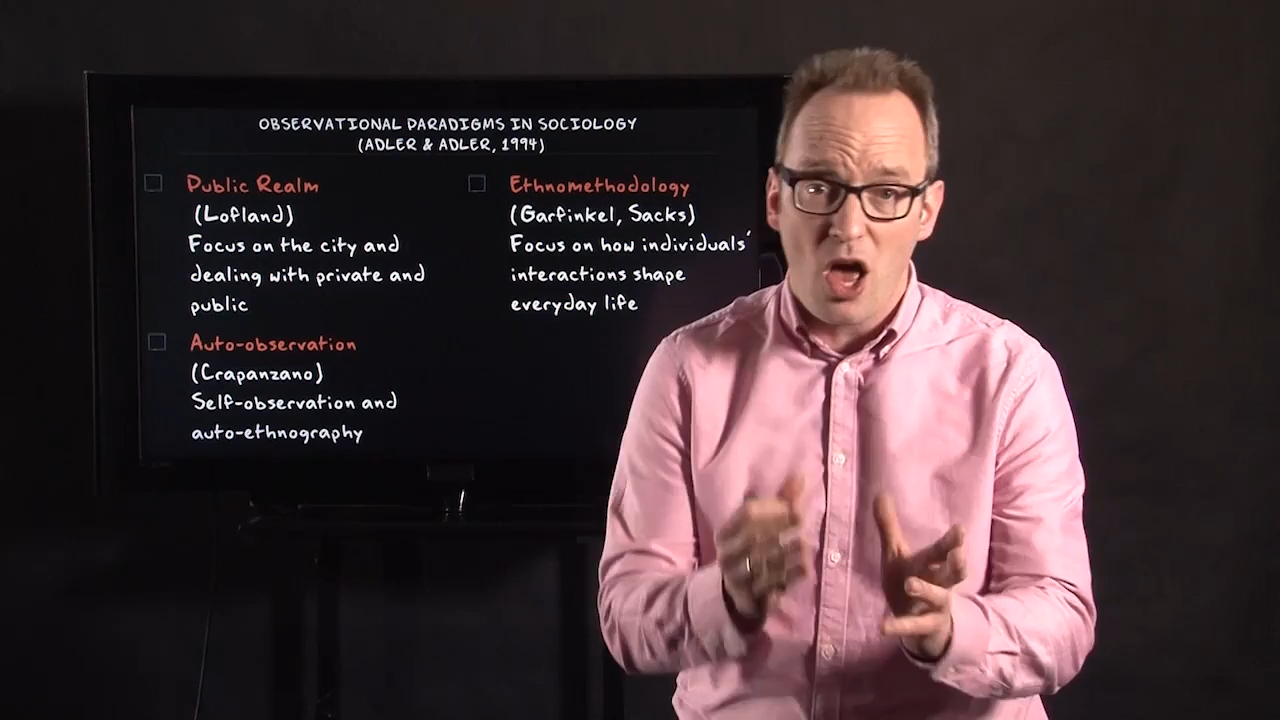 OBSERVATIONAL PARADIGMS IN SOCIOLOGY
(ADLER & ADLER, 1994)
Public Realm
(Lofland)
Focus on the city and
dealing with private and
public
Auto-observation
(Crapanzano)
Self-observation and
auto-ethnography
Ethnomethodology
(Garfinkel, Sacks)
Focus on how individuals'
interactions shape
everyday life